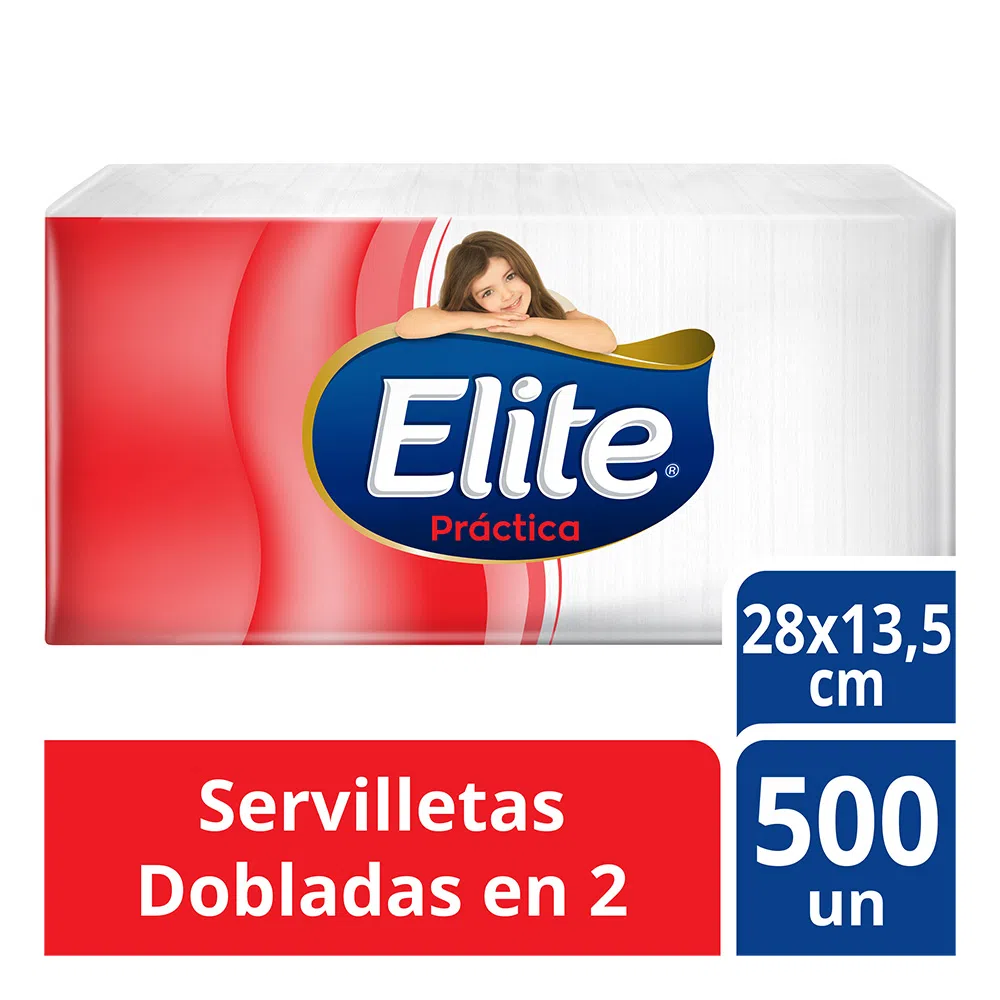 Elite®
Práctica
28x13,5
cm
Servilletas
Dobladas en 2
500
un